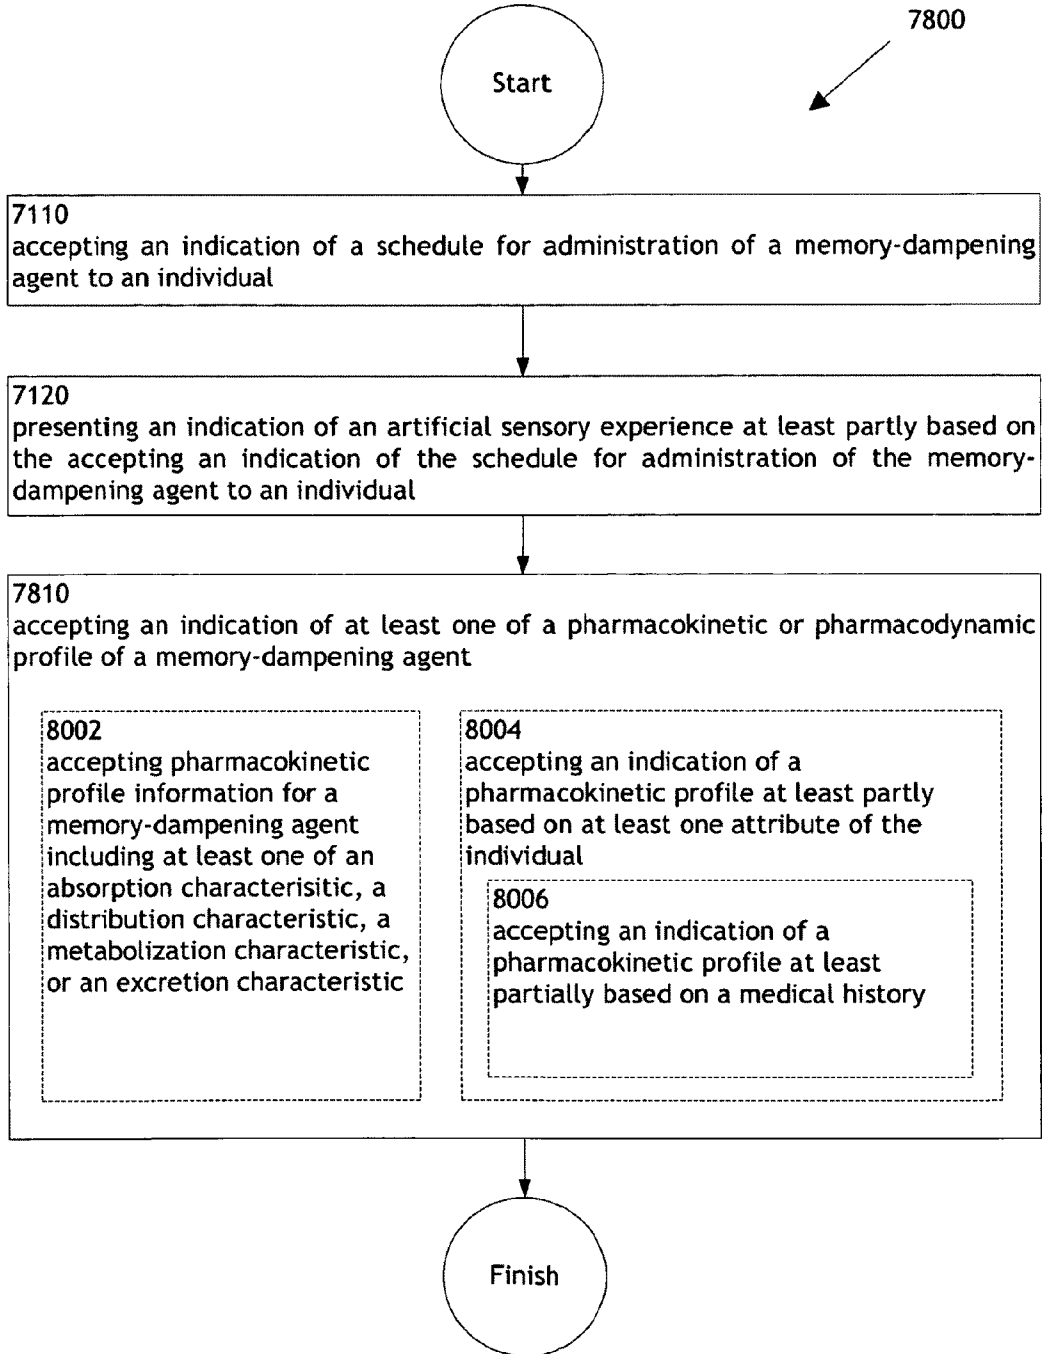 7800
Start
7110
accepting an indication of a schedule for administration of a memory-dampening
agent to an individual
7120
presenting an indication of an artificial sensory experience at least partly based on
the accepting an indication of the schedule for administration of the memory-
dampening agent to an individual
7810
accepting an indication of at least one of a pharmacokinetic or pharmacodynamic
profile of a memory-dampening agent
8002
accepting pharmacokinetic
profile information for a
memory-dampening agent
including at least one of an
absorption characterisitic, a
distribution characteristic, a
metabolization characteristic,
or an excretion characteristic
8004
accepting an indication of a
pharmacokinetic profile at least partly
based on at least one attribute of the
individual
8006
accepting an indication of a
pharmacokinetic profile at least
partially based on a medical history
Finish